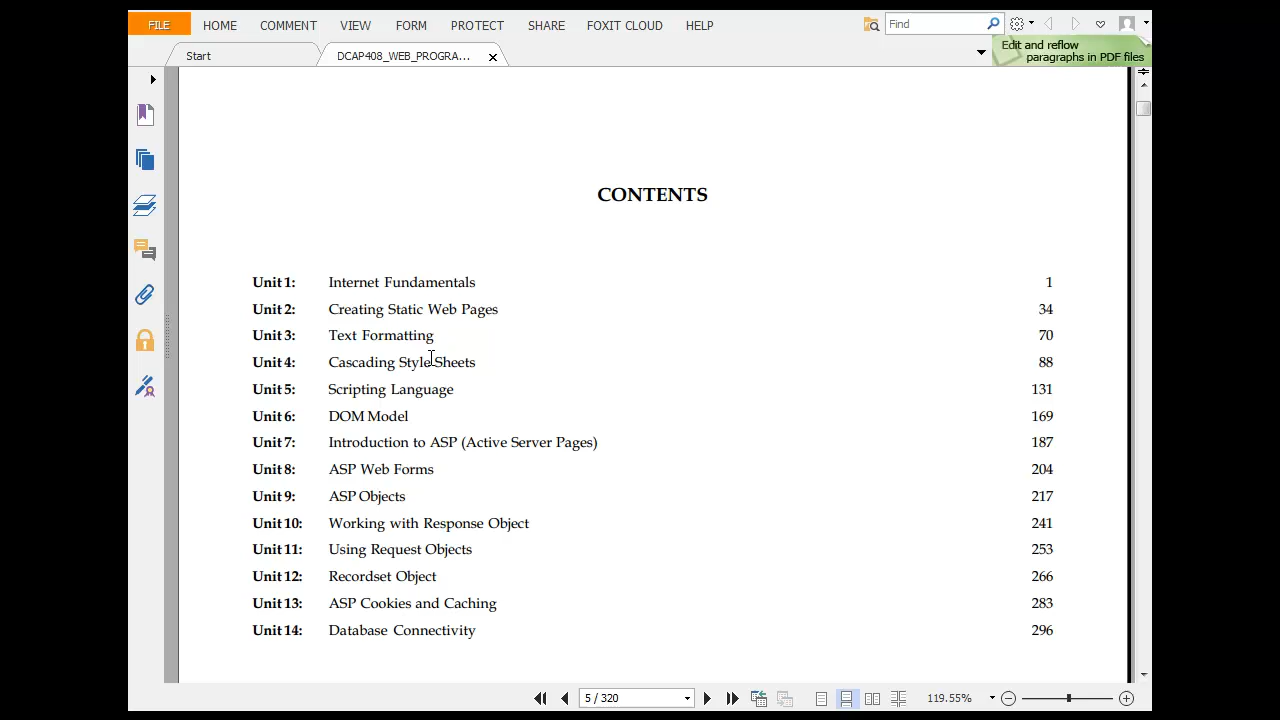 FILE HOME COMMENT VIEW FORM PROTECT SHARE FOXIT CLOUD HELP Find
Start DCAP408_WEB_PROGRA... Edit and reflow
paragraphs in PDF files
CONTENTS
Unit 1: Internet Fundamentals 1
Unit 2: Creating Static Web Pages 34
Unit 3: Text Formatting 70
Unit 4: Cascading Style Sheets 88
Unit 5: Scripting Language 131
Unit 6: DOM Model 169
Unit 7: Introduction to ASP (Active Server Pages) 187
Unit 8: ASP Web Forms 204
Unit 9: ASP Objects 217
Unit 10: Working with Response Object 241
Unit 11: Using Request Objects 253
Unit 12: Recordset Object 266
Unit 13: ASP Cookies and Caching 283
Unit 14: Database Connectivity 296
5 / 320 119.55%